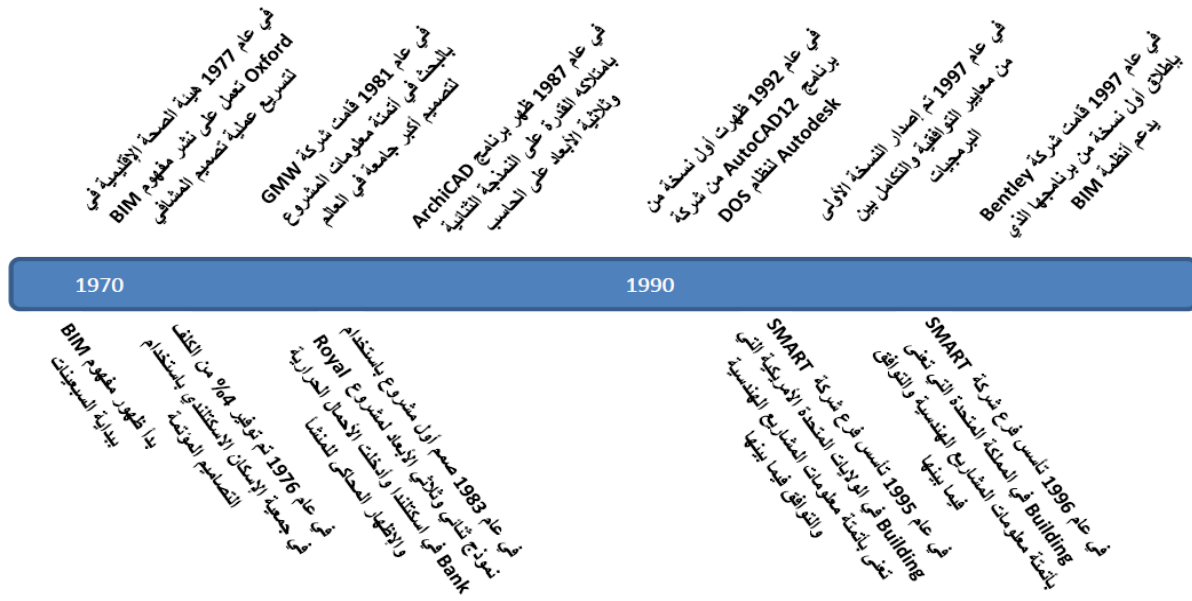 في عام 1977 هيئة الصحة الإقليمية في
Oxford تعمل على نشر مفهوم BIM
لتسريع عملية تصميم المشافي
في عام 1981 قامت شركة GMW
بالبحث في أتمتة معلومات المشروع
لتصميم أكبر جامعة في العالم
في عام 1987 ظهر برنامج ArchiCAD
بامتلاكه القدرة على النمذجة الثنائية
وثلاثية الأبعاد على الحاسب
في عام 1992 ظهرت أول نسخة من
برنامج AutoCAD12 من شركة
Autodesk لنظام DOS
في عام 1997 تم إصدار النسخة الأولى
من معايير التوافقية والتكامل بين
البرمجيات
في عام 1997 قامت شركة Bentley
بإطلاق أول نسخة من برنامجها الذي
يدعم أنظمة BIM
1970
1990
بدأ ظهور مفهوم BIM
ببداية السبعينات
في عام 1976 تم توفير 4% من الكلف
في جمعية الإسكان الاسكتلندي باستخدام
التصاميم المؤتمتة
في عام 1983 صمم أول مشروع باستخدام
نموذج ثنائي وثلاثي الأبعاد لمشروع Royal
Bank في اسكتلندا وأدخلت الأحمال الحرارية
والإظهار المحاكي للمنشأ
في عام 1995 تأسس فرع شركة SMART
Building في الولايات المتحدة الأمريكية التي
تعنى بأتمتة معلومات المشاريع الهندسية
والتوافق فيما بينها
في عام 1996 تأسس فرع شركة SMART
Building في المملكة المتحدة التي تعنى
بأتمتة معلومات المشاريع الهندسية والتوافق
فيما بينها